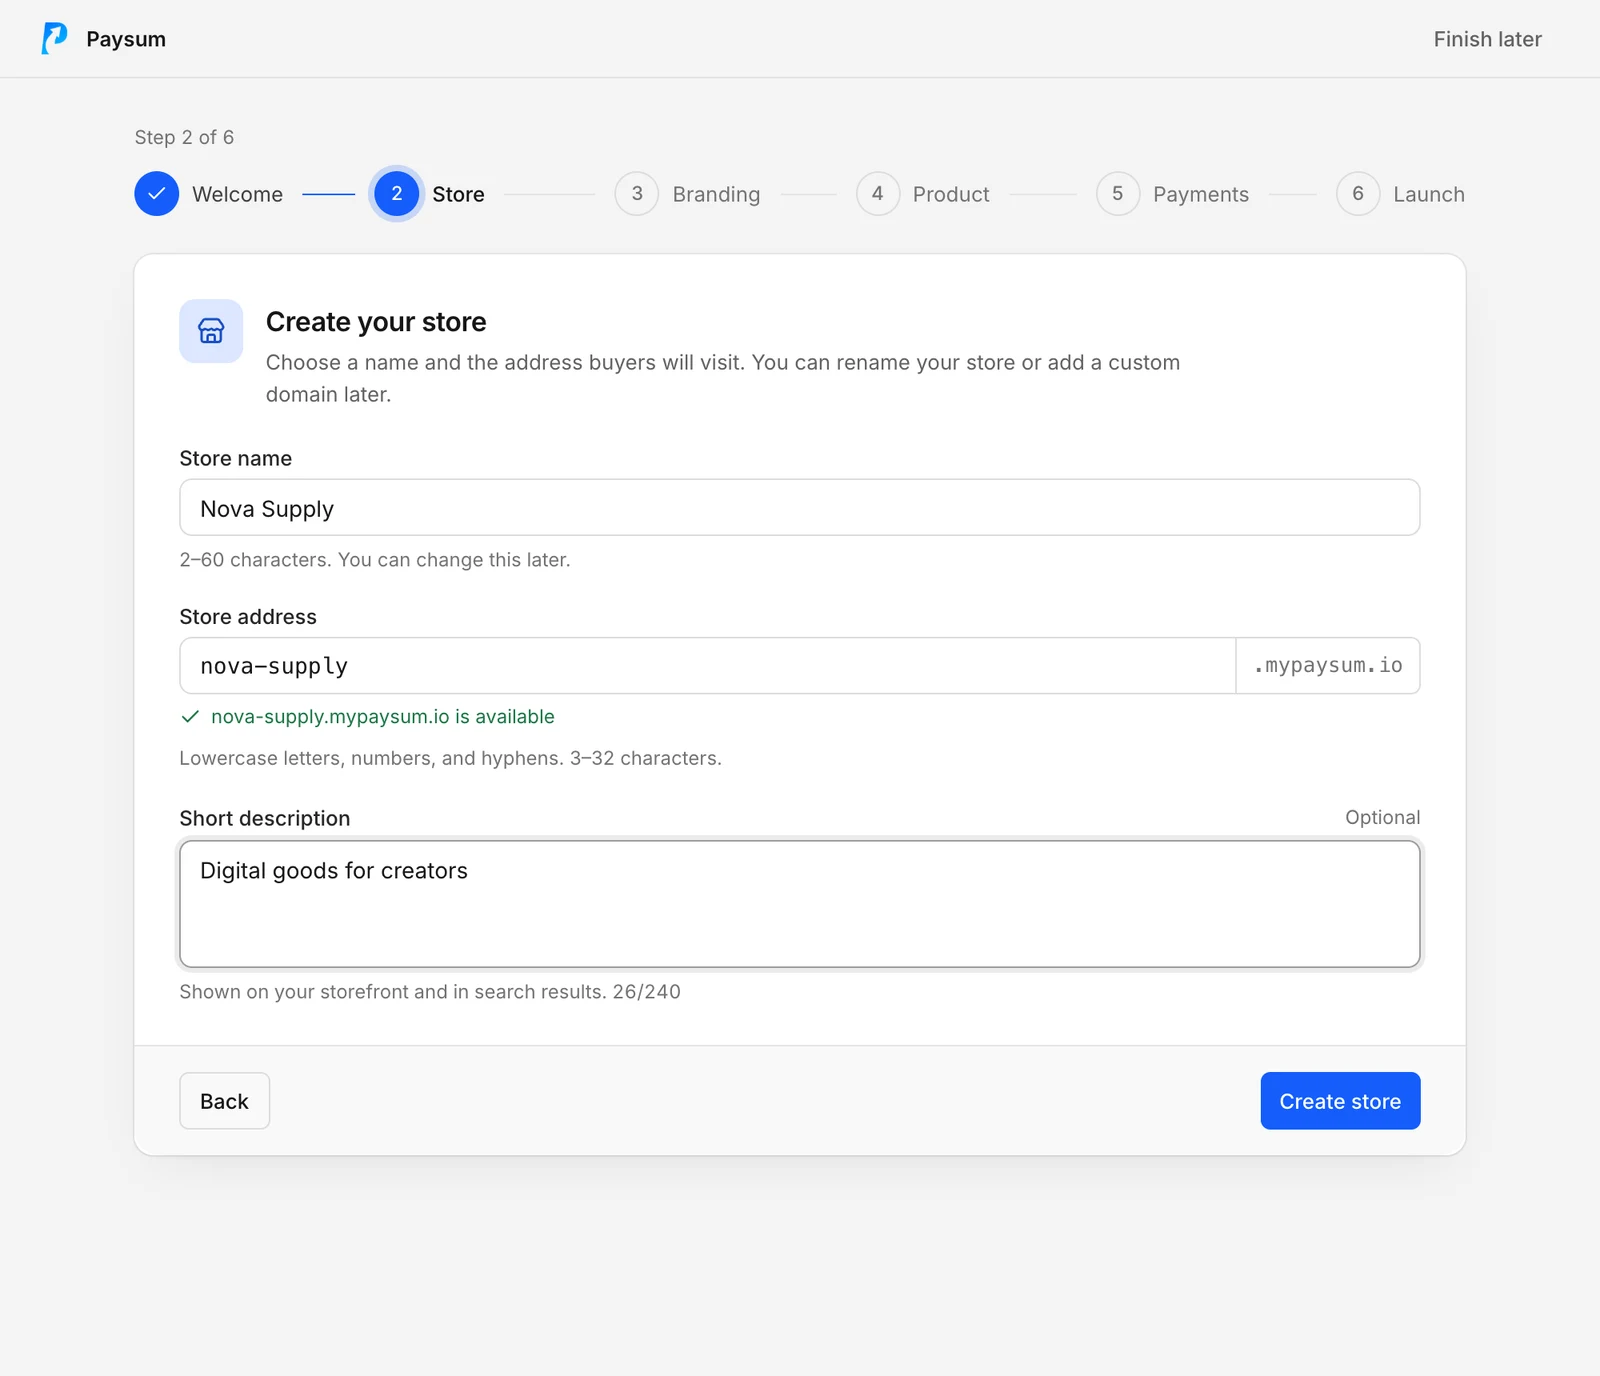 Paysum
Finish later
Step 2 of 6
Welcome
2 Store
3 Branding
4 Product
5 Payments
6 Launch
Create your store
Choose a name and the address buyers will visit. You can rename your store or add a custom
domain later.
Store name
Nova Supply
2–60 characters. You can change this later.
Store address
nova-supply
.mypaysum.io
nova-supply.mypaysum.io is available
Lowercase letters, numbers, and hyphens. 3–32 characters.
Short description
Optional
Digital goods for creators
Shown on your storefront and in search results. 26/240
Back
Create store